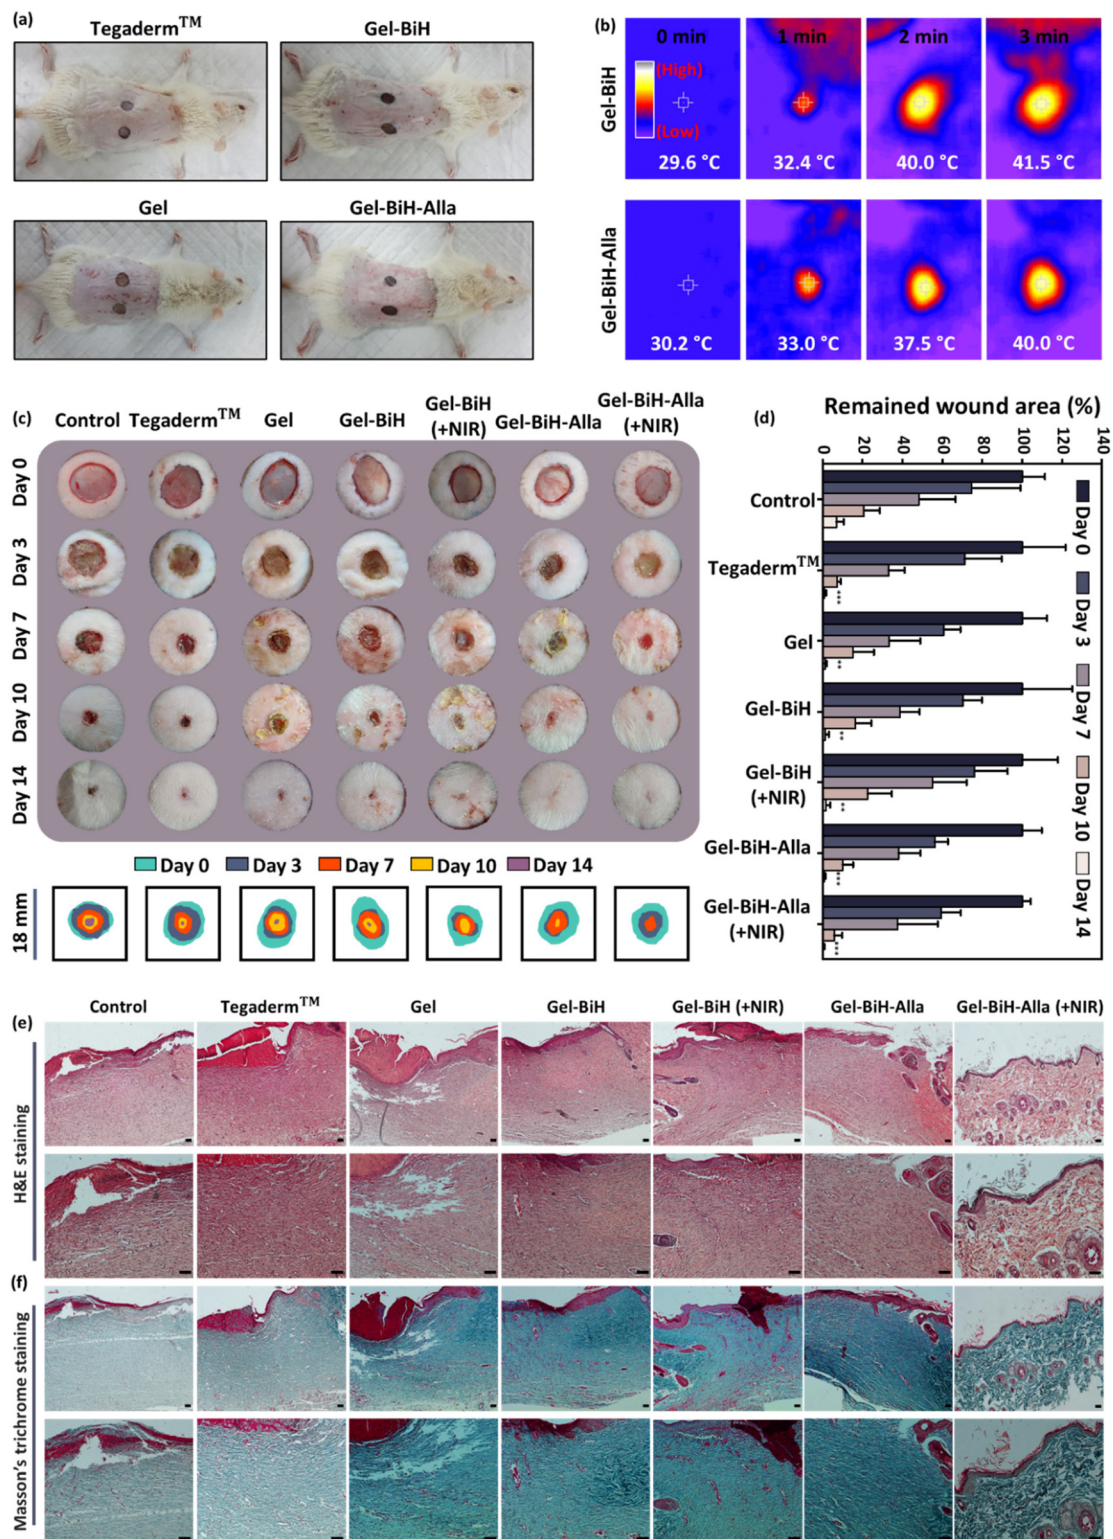 (a)
Tegaderm™
Gel-BiH
Gel
Gel-BiH-Alla
(b)
0 min
1 min
2 min
3 min
Gel-BiH
(High)
(Low)
29.6 °C
32.4 °C
40.0 °C
41.5 °C
Gel-BiH-Alla
30.2 °C
33.0 °C
37.5 °C
40.0 °C
(c)
Control
Tegaderm™
Gel
Gel-BiH
Gel-BiH
(+NIR)
Gel-BiH-Alla
Gel-BiH-Alla
(+NIR)
Day 0
Day 3
Day 7
Day 10
Day 14
Day 0
Day 3
Day 7
Day 10
Day 14
18 mm
(d)
Remained wound area (%)
0
20
40
60
80
100
120
140
Control
Tegaderm™
***
Gel
**
Gel-BiH
**
Gel-BiH
(+NIR)
**
Gel-BiH-Alla
***
Gel-BiH-Alla
(+NIR)
***
Day 0
Day 3
Day 7
Day 10
Day 14
Control
Tegaderm™
Gel
Gel-BiH
Gel-BiH (+NIR)
Gel-BiH-Alla
Gel-BiH-Alla (+NIR)
(e)
H&E staining
(f)
Masson's trichrome staining